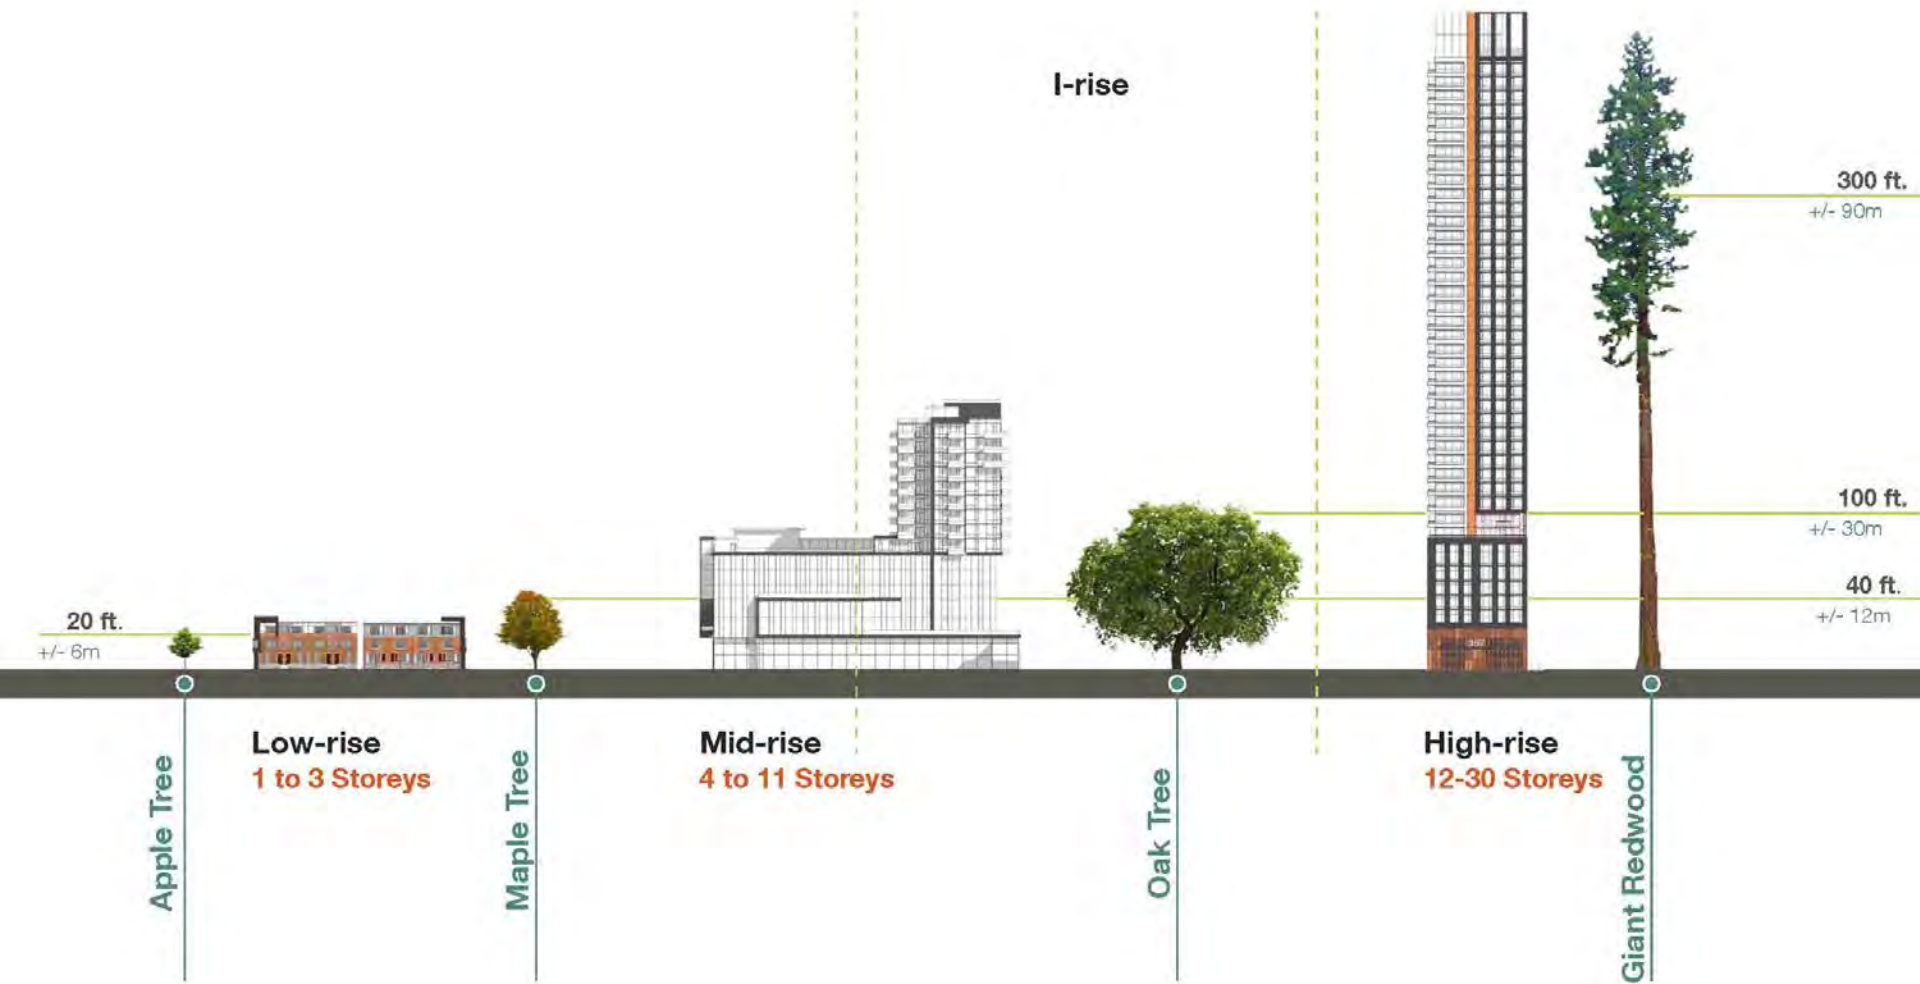 I-rise
300 ft.
+/- 90m
100 ft.
+/- 30m
40 ft.
+/- 12m
20 ft.
+/- 6m
Low-rise
1 to 3 Storeys
Mid-rise
4 to 11 Storeys
High-rise
12-30 Storeys
Apple Tree
Maple Tree
Oak Tree
Giant Redwood